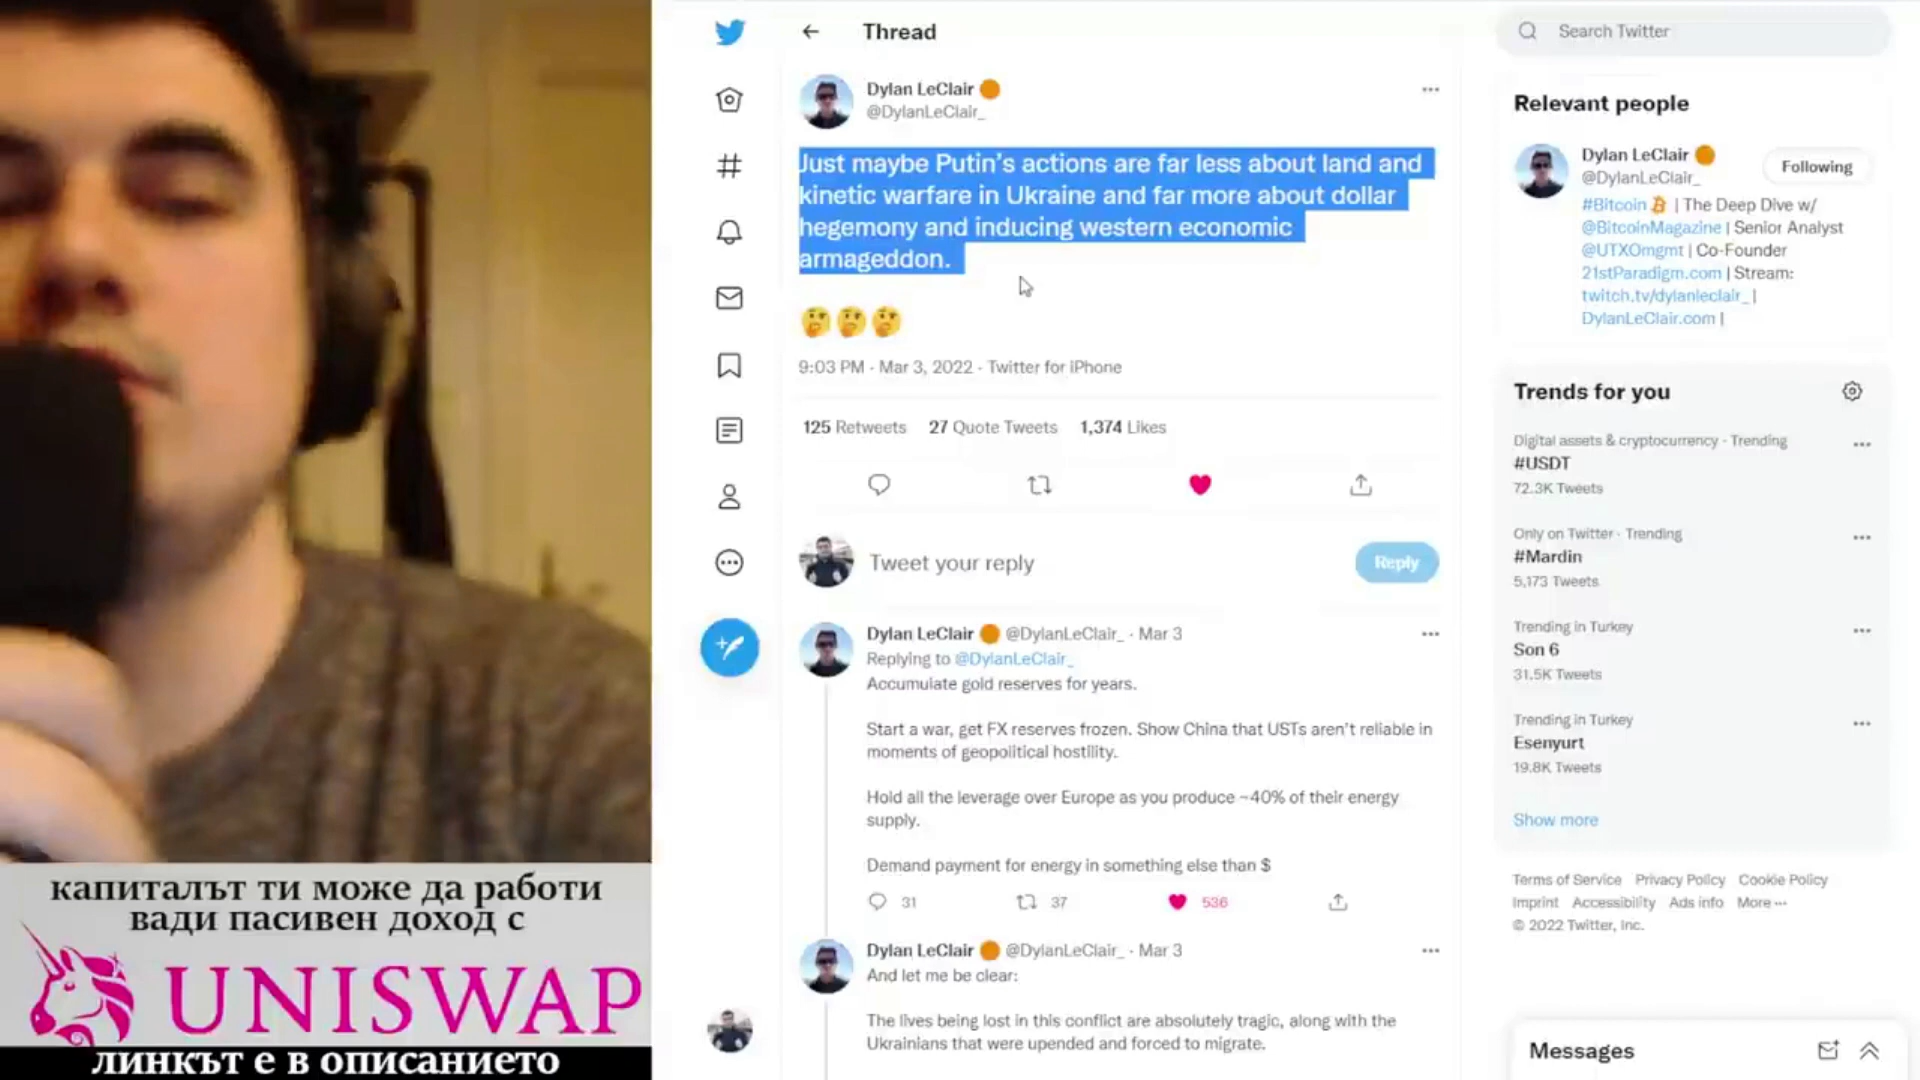 Thread
Search Twitter
Dylan LeClair
@DylanLeClair_
Just maybe Putin's actions are far less about land and
kinetic warfare in Ukraine and far more about dollar
hegemony and inducing western economic
armageddon.
9:03 PM · Mar 3, 2022 · Twitter for iPhone
125 Retweets 27 Quote Tweets 1,374 Likes
Tweet your reply
Reply
Dylan LeClair @DylanLeClair_ · Mar 3
Replying to @DylanLeClair_
Accumulate gold reserves for years.
Start a war, get FX reserves frozen. Show China that USTs aren't reliable in
moments of geopolitical hostility.
Hold all the leverage over Europe as you produce ~40% of their energy
supply.
Demand payment for energy in something else than $
31 37 536
Dylan LeClair @DylanLeClair_ · Mar 3
And let me be clear:
The lives being lost in this conflict are absolutely tragic, along with the
Ukrainians that were upended and forced to migrate.
Relevant people
Dylan LeClair
@DylanLeClair_
Following
#Bitcoin | The Deep Dive w/
@BitcoinMagazine | Senior Analyst
@UTXOmgmt | Co-Founder
21stParadigm.com | Stream:
twitch.tv/dylanleclair_ |
DylanLeClair.com |
Trends for you
Digital assets & cryptocurrency · Trending
#USDT
72.3K Tweets
Only on Twitter · Trending
#Mardin
5,173 Tweets
Trending in Turkey
Son 6
31.5K Tweets
Trending in Turkey
Esenyurt
19.8K Tweets
Show more
Terms of Service Privacy Policy Cookie Policy
Imprint Accessibility Ads info More ···
© 2022 Twitter, Inc.
Messages
капиталът ти може да работи
вади пасивен доход с
UNISWAP
линкът е в описанието